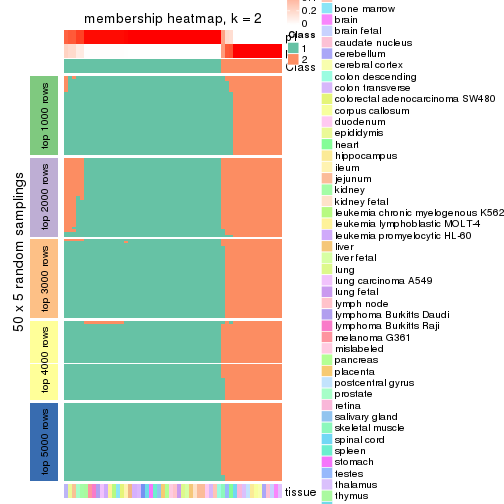 membership heatmap, k = 2
0.2
0
Class
1
2
Class
50 x 5 random samplings
top 1000 rows
top 2000 rows
top 3000 rows
top 4000 rows
top 5000 rows
tissue
bone marrow
brain
brain fetal
caudate nucleus
cerebellum
cerebral cortex
colon descending
colon transverse
colorectal adenocarcinoma SW480
corpus callosum
duodenum
epididymis
heart
hippocampus
ileum
jejunum
kidney
kidney fetal
leukemia chronic myelogenous K562
leukemia lymphoblastic MOLT-4
leukemia promyelocytic HL-60
liver
liver fetal
lung
lung carcinoma A549
lung fetal
lymph node
lymphoma Burkitts Daudi
lymphoma Burkitts Raji
melanoma G361
mislabeled
pancreas
placenta
postcentral gyrus
prostate
retina
salivary gland
skeletal muscle
spinal cord
spleen
stomach
testes
thalamus
thymus